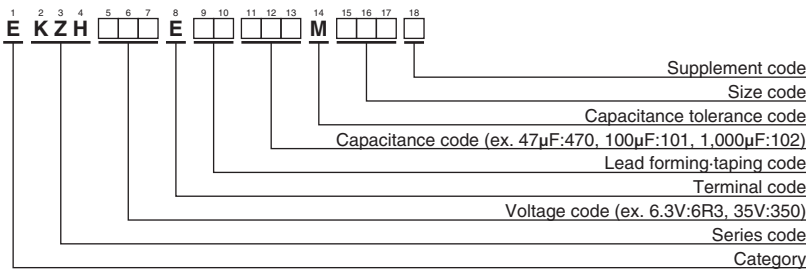 1 2 3 4 5 6 7 8 9 10 11 12 13 14 15 16 17 18
E K Z H □□□ E □□ □□□ M □□□ □
Supplement code
Size code
Capacitance tolerance code
Capacitance code (ex. 47µF:470, 100µF:101, 1,000µF:102)
Lead forming·taping code
Terminal code
Voltage code (ex. 6.3V:6R3, 35V:350)
Series code
Category